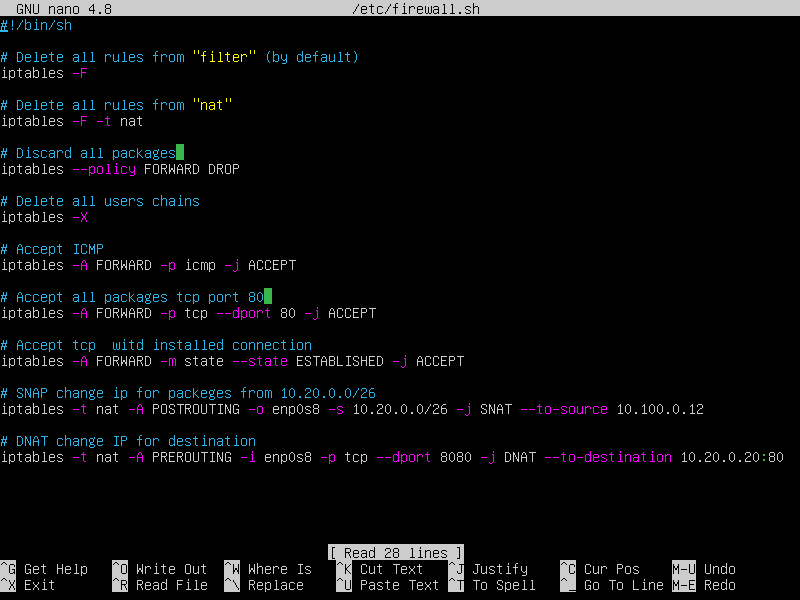 GNU nano 4.8 /etc/firewall.sh
#!/bin/sh
# Delete all rules from "filter" (by default)
iptables -F
# Delete all rules from "nat"
iptables -F -t nat
# Discard all packages
iptables --policy FORWARD DROP
# Delete all users chains
iptables -X
# Accept ICMP
iptables -A FORWARD -p icmp -j ACCEPT
# Accept all packages tcp port 80
iptables -A FORWARD -p tcp --dport 80 -j ACCEPT
# Accept tcp  witd installed connection
iptables -A FORWARD -m state --state ESTABLISHED -j ACCEPT
# SNAP change ip for packeges from 10.20.0.0/26
iptables -t nat -A POSTROUTING -o enp0s8 -s 10.20.0.0/26 -j SNAT --to-source 10.100.0.12
# DNAT change IP for destination
iptables -t nat -A PREROUTING -i enp0s8 -p tcp --dport 8080 -j DNAT --to-destination 10.20.0.20:80
[ Read 28 lines ]
^G Get Help ^O Write Out ^W Where Is ^K Cut Text ^J Justify ^C Cur Pos M-U Undo
^X Exit ^R Read File ^\ Replace ^U Paste Text ^T To Spell ^_ Go To Line M-E Redo